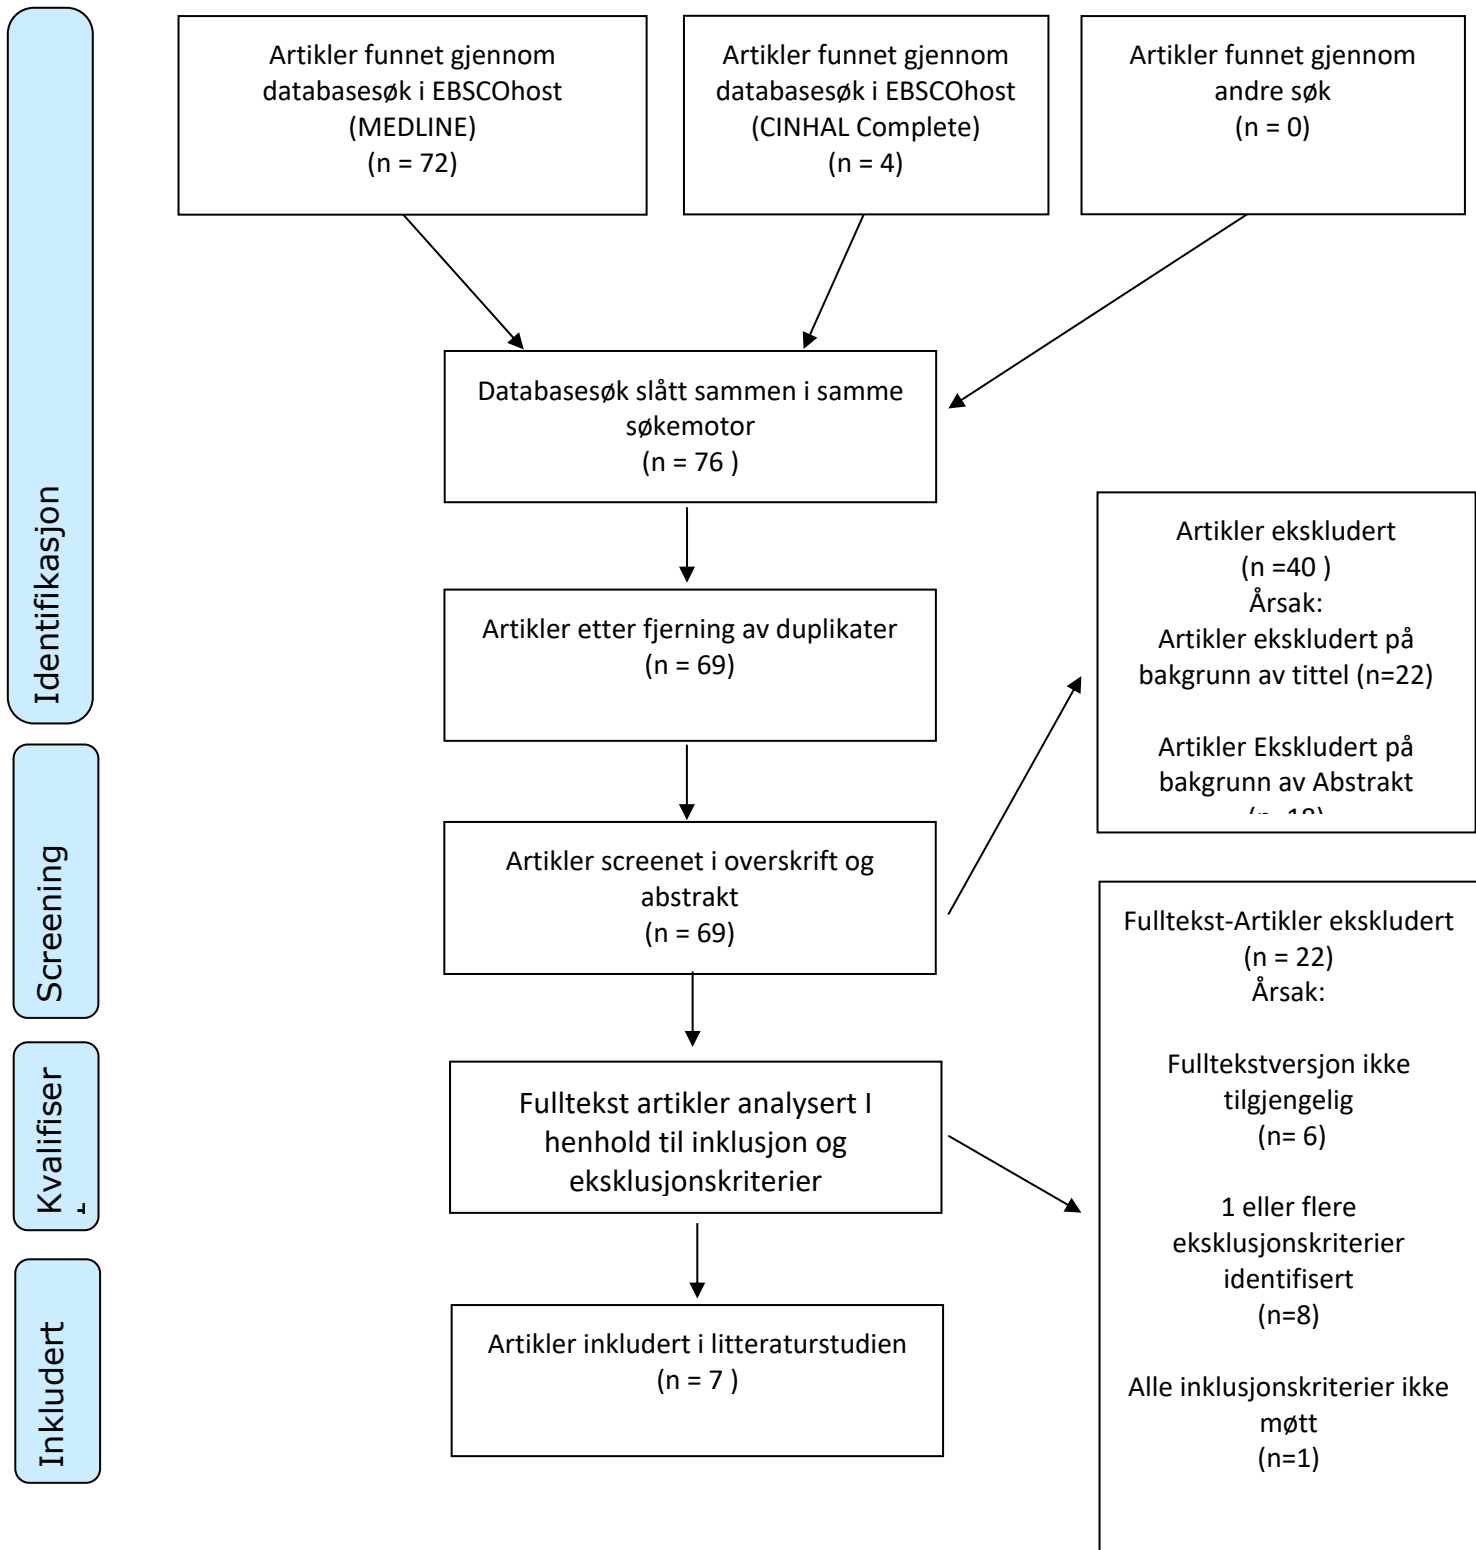 Identifikasjon
Artikler funnet gjennom
databasesøk i EBSCOhost
(MEDLINE)
(n = 72)
Artikler funnet gjennom
databasesøk i EBSCOhost
(CINHAL Complete)
(n = 4)
Artikler funnet gjennom
andre søk
(n = 0)
Databasesøk slått sammen i samme
søkemotor
(n = 76 )
Artikler etter fjerning av duplikater
(n = 69)
Artikler ekskludert
(n =40 )
Årsak:
Artikler ekskludert på
bakgrunn av tittel (n=22)
Artikler Ekskludert på
bakgrunn av Abstrakt
Screening
Artikler screenet i overskrift og
abstrakt
(n = 69)
Kvalifiser
Fulltekst artikler analysert I
henhold til inklusjon og
eksklusjonskriterier
Fulltekst-Artikler ekskludert
(n = 22)
Årsak:
Fulltekstversjon ikke
tilgjengelig
(n= 6)
1 eller flere
eksklusjonskriterier
identifisert
(n=8)
Alle inklusjonskriterier ikke
møtt
(n=1)
Inkludert
Artikler inkludert i litteraturstudien
(n = 7 )